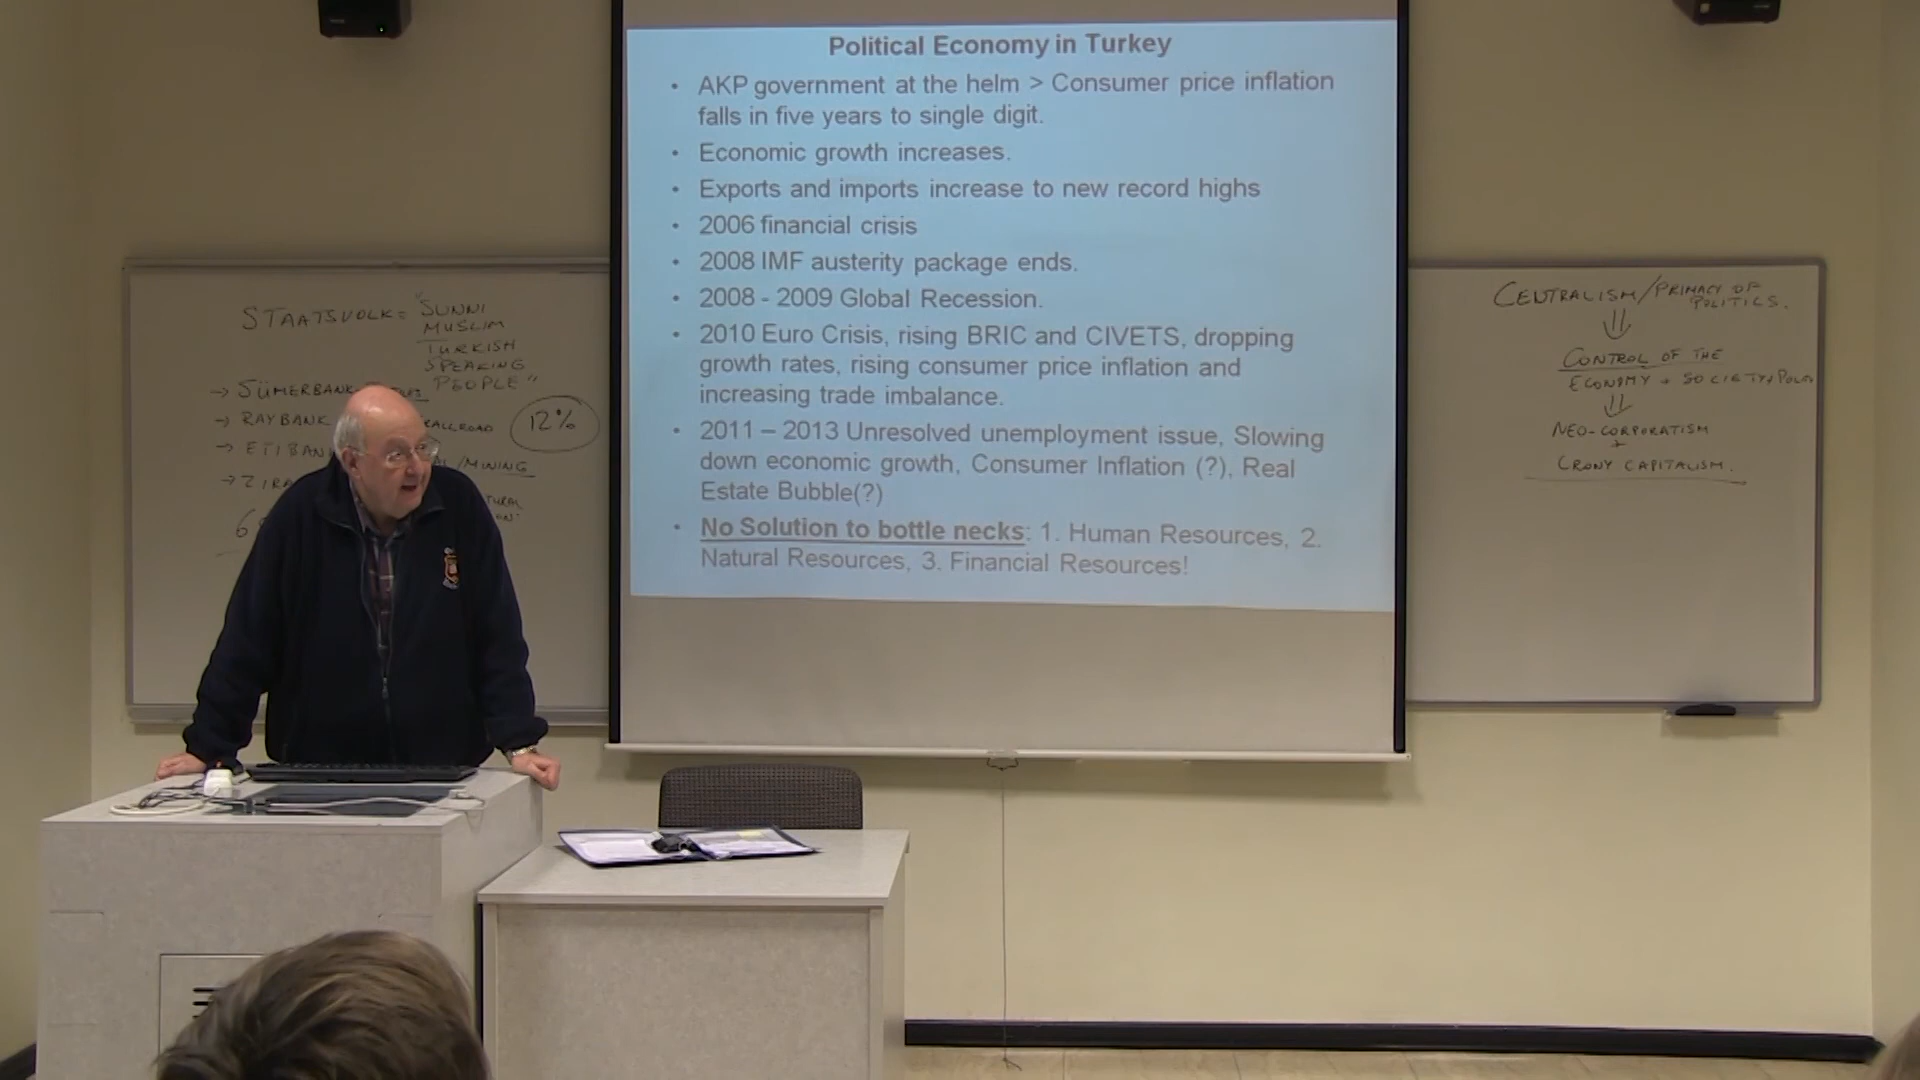 Political Economy in Turkey
• AKP government at the helm > Consumer price inflation
falls in five years to single digit.
• Economic growth increases.
• Exports and imports increase to new record highs
• 2006 financial crisis
• 2008 IMF austerity package ends.
• 2008 - 2009 Global Recession.
• 2010 Euro Crisis, rising BRIC and CIVETS, dropping
growth rates, rising consumer price inflation and
increasing trade imbalance.
• 2011 – 2013 Unresolved unemployment issue, Slowing
down economic growth, Consumer Inflation (?), Real
Estate Bubble(?)
• No Solution to bottle necks: 1. Human Resources, 2.
Natural Resources, 3. Financial Resources!
STAATSVOLK = "SUNNI
MUSLIM
TURKISH
SPEAKING
PEOPLE"
→ SÜMERBANK
→ RAYBANK
→ ETIBAN
/MINING
→ ZIRA
12%
CENTRALISM/PRIMACY OF
POLITICS.
⇓
CONTROL OF THE
ECONOMY + SOCIETY +
⇓
NEO-CORPORATISM
+
CRONY CAPITALISM.